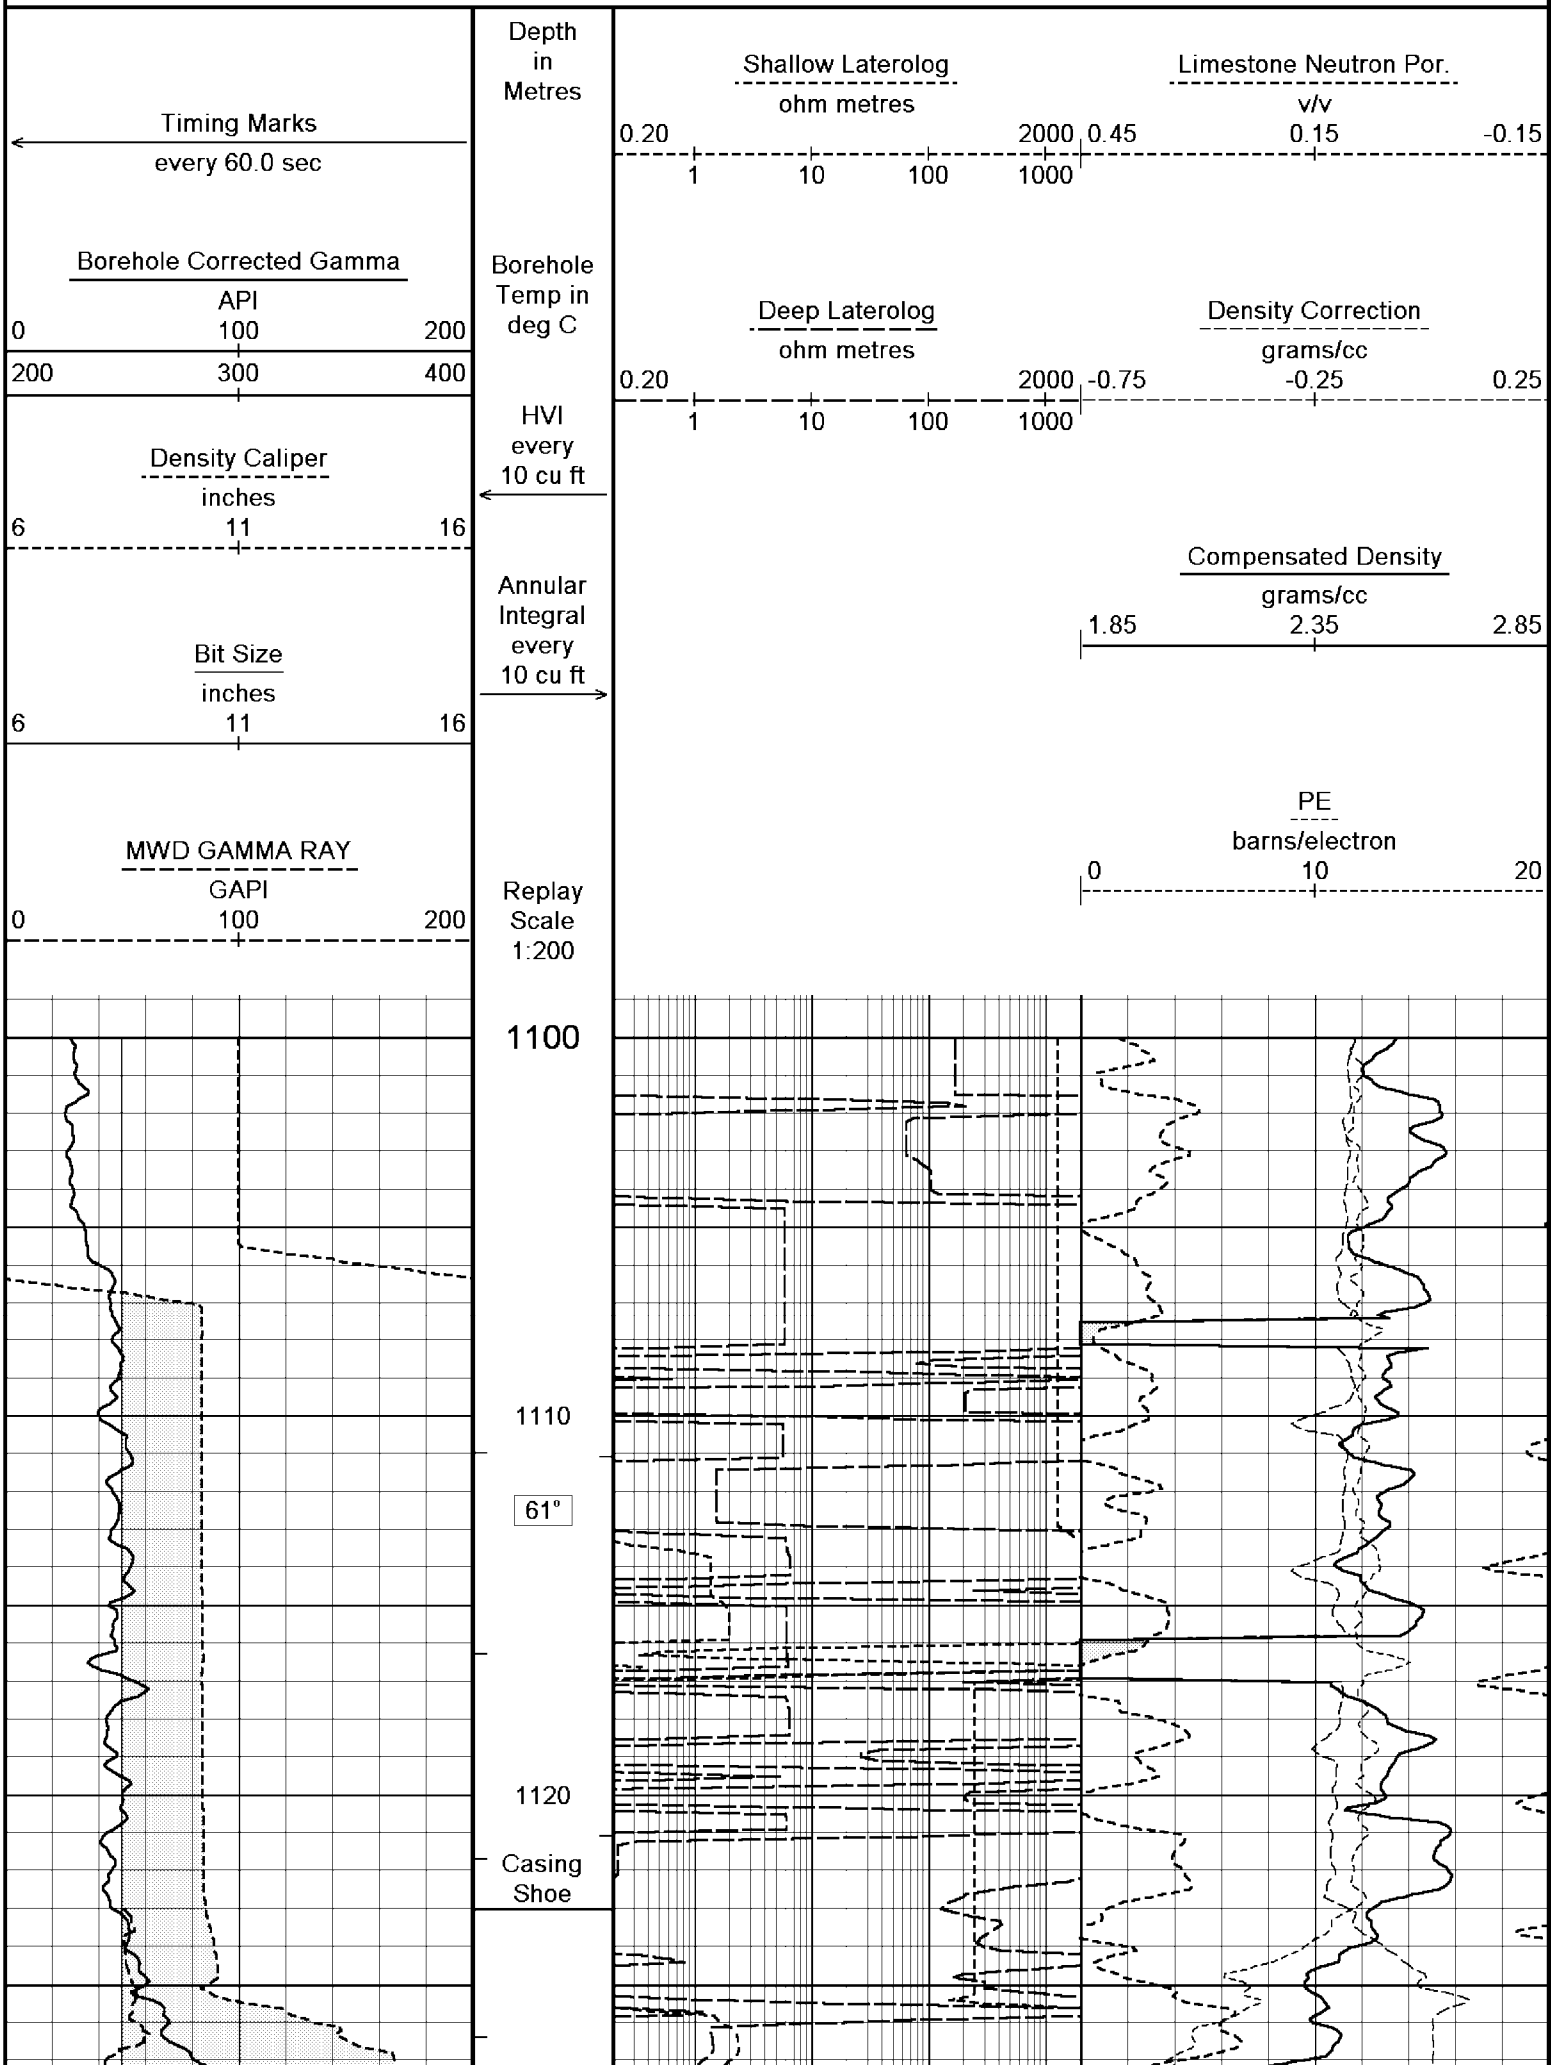 Timing Marks
every 60.0 sec
Borehole Corrected Gamma
API
0 100 200
200 300 400
Density Caliper
inches
6 11 16
Bit Size
inches
6 11 16
MWD GAMMA RAY
GAPI
0 100 200
Depth
in
Metres
Borehole
Temp in
deg C
HVI
every
10 cu ft
Annular
Integral
every
10 cu ft
Replay
Scale
1:200
Shallow Laterolog
ohm metres
0.20 2000
1 10 100 1000
Deep Laterolog
ohm metres
0.20 2000
1 10 100 1000
Limestone Neutron Por.
v/v
0.45 0.15 -0.15
Density Correction
grams/cc
-0.75 -0.25 0.25
Compensated Density
grams/cc
1.85 2.35 2.85
PE
barns/electron
0 10 20
1100
1110
61°
1120
Casing
Shoe